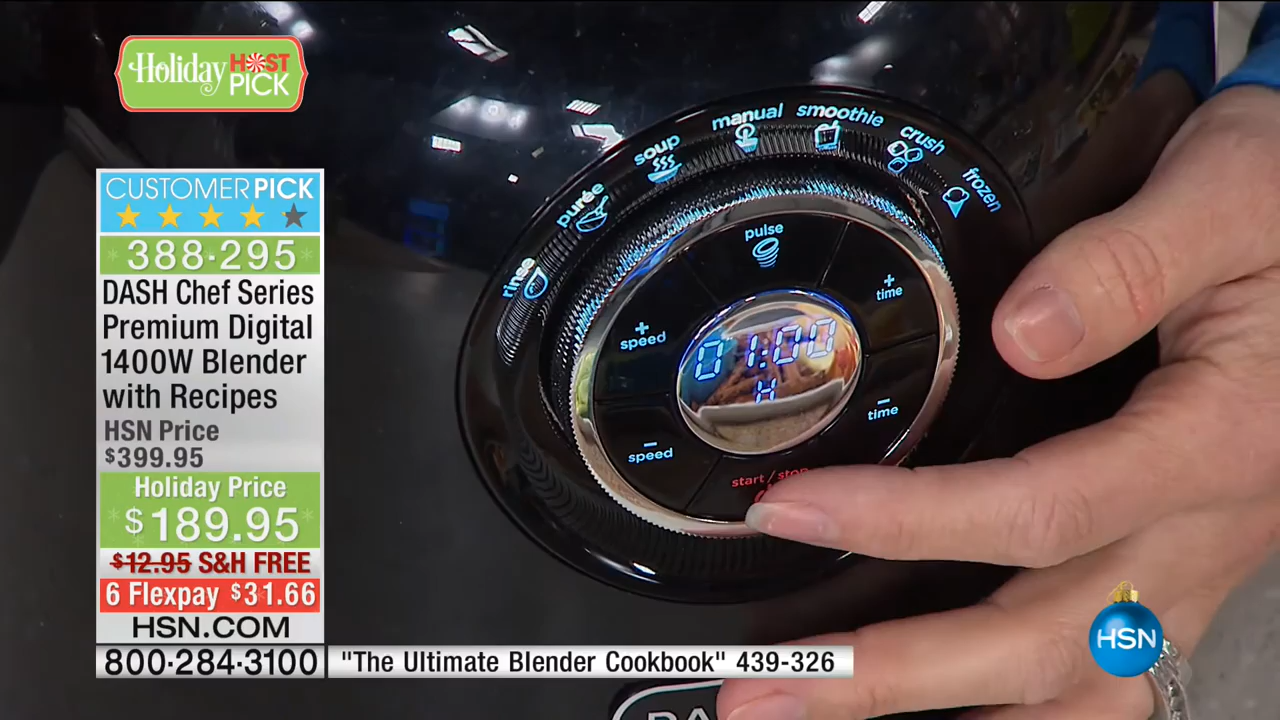 Holiday HOST
PICK
CUSTOMER PICK
388·295
DASH Chef Series
Premium Digital
1400W Blender
with Recipes
HSN Price
$399.95
Holiday Price
$189.95
$12.95 S&H FREE
6 Flexpay $31.66
HSN.COM
800·284·3100
"The Ultimate Blender Cookbook" 439-326
rinse
purée
soup
manual
smoothie
crush
frozen
pulse
+
speed
+
time
01:00
–
speed
–
time
start / stop
HSN